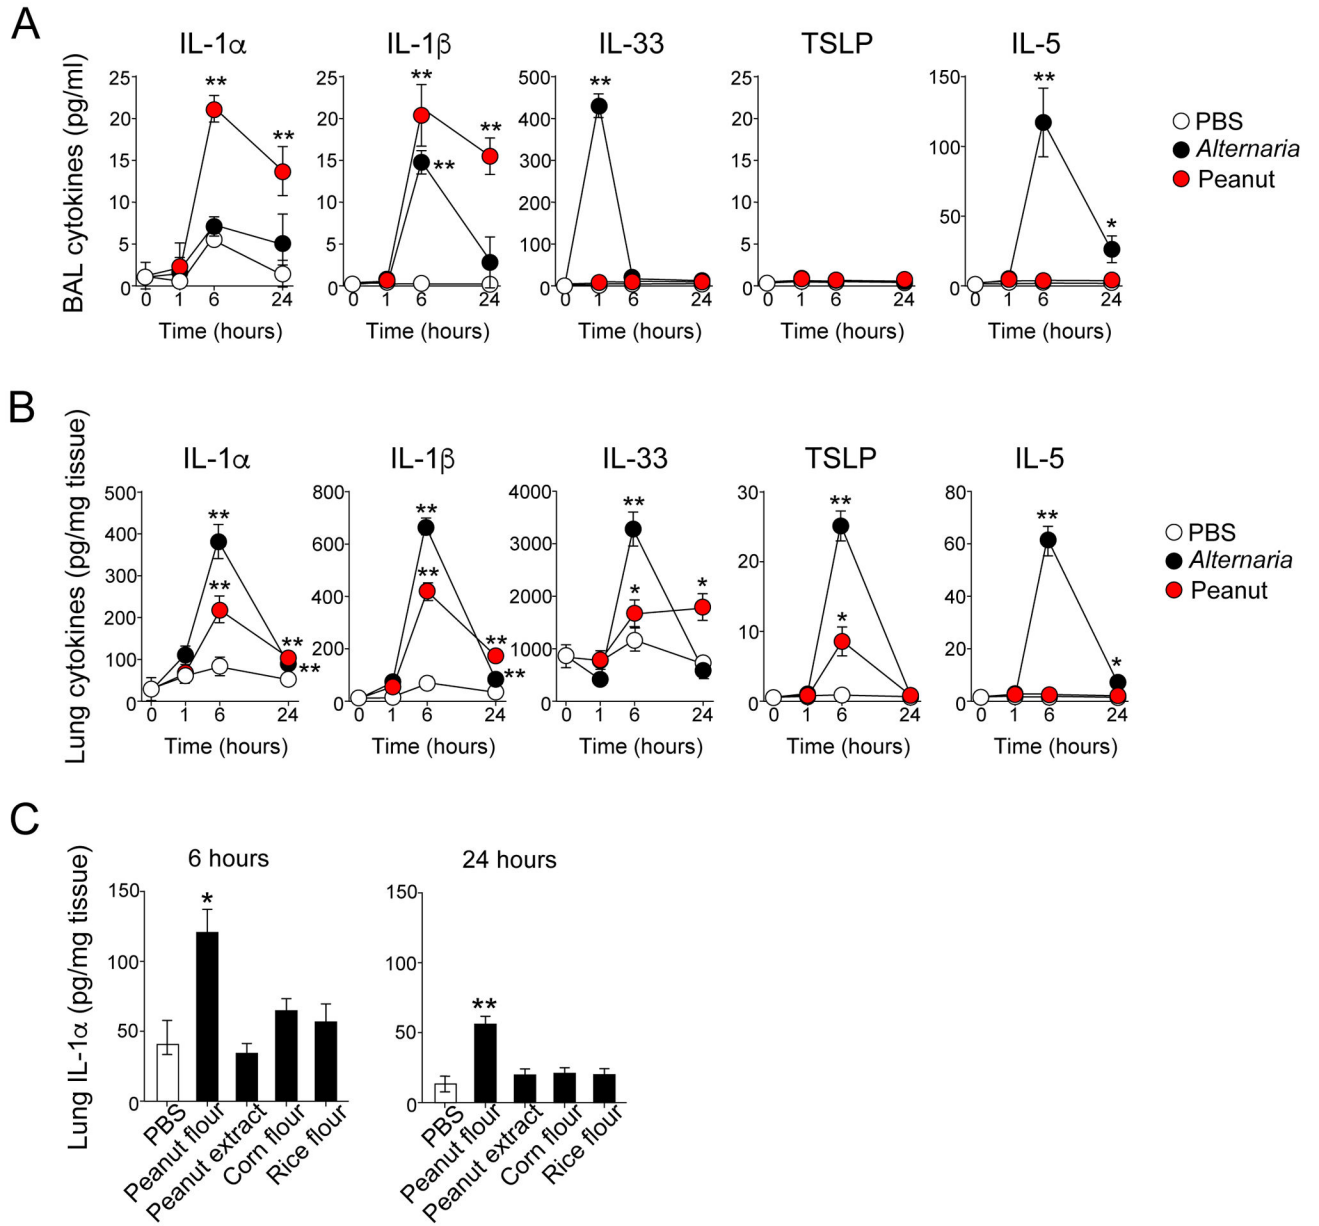 A
IL-1α
IL-1β
IL-33
TSLP
IL-5
BAL cytokines (pg/ml)
25
20
15
10
5
0
0 1 6 24
** **
Time (hours)
25
20
15
10
5
0
0 1 6 24
** ** **
Time (hours)
500
400
300
200
100
0
0 1 6 24
**
Time (hours)
25
20
15
10
5
0
0 1 6 24
Time (hours)
150
100
50
0
0 1 6 24
** *
Time (hours)
PBS
Alternaria
Peanut
B
IL-1α
IL-1β
IL-33
TSLP
IL-5
Lung cytokines (pg/mg tissue)
500
400
300
200
100
0
0 1 6 24
** ** ** **
Time (hours)
800
600
400
200
0
0 1 6 24
** ** ** **
Time (hours)
4000
3000
2000
1000
0
0 1 6 24
** * *
Time (hours)
30
20
10
0
0 1 6 24
** *
Time (hours)
80
60
40
20
0
0 1 6 24
** *
Time (hours)
PBS
Alternaria
Peanut
C
6 hours
24 hours
Lung IL-1α (pg/mg tissue)
150
100
50
0
*
PBS
Peanut flour
Peanut extract
Corn flour
Rice flour
150
100
50
0
**
PBS
Peanut flour
Peanut extract
Corn flour
Rice flour